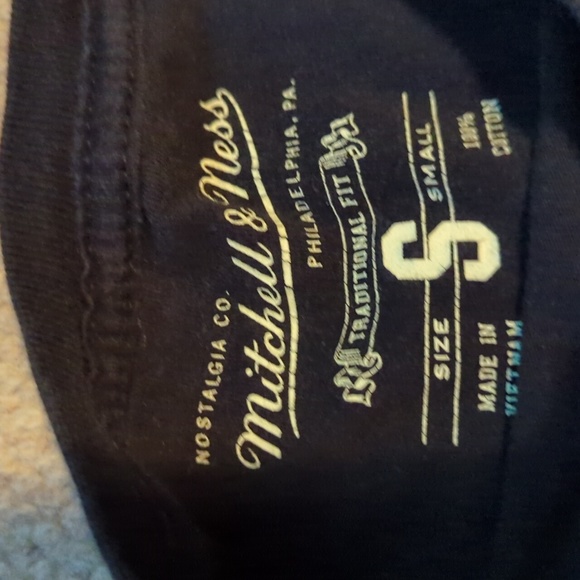 NOSTALGIA CO.
Mitchell & Ness
PHILADELPHIA, PA.
TRADITIONAL FIT
SIZE S SMALL
MADE IN
VIETNAM
100%
COTTON